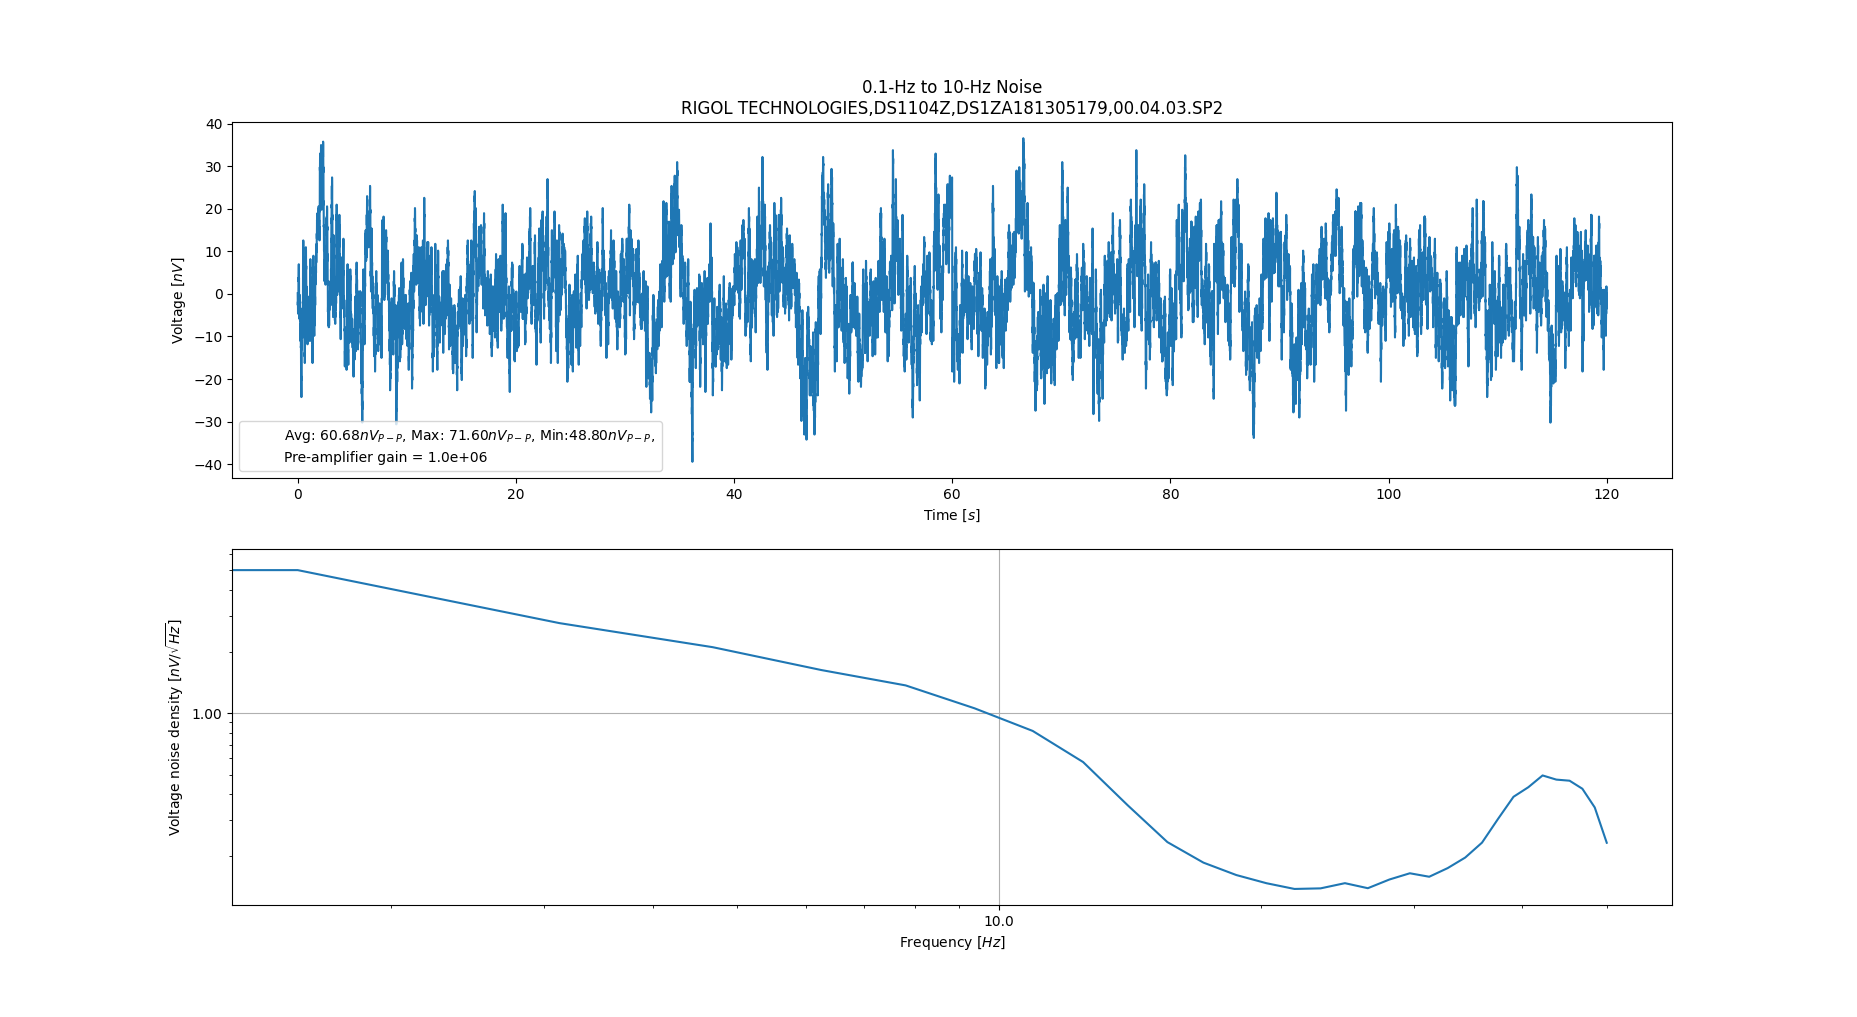 0.1-Hz to 10-Hz Noise
RIGOL TECHNOLOGIES,DS1104Z,DS1ZA181305179,00.04.03.SP2
40
30
20
10
0
−10
−20
−30
−40
Voltage [nV]
Avg: 60.68nV_{P−P}, Max: 71.60nV_{P−P}, Min:48.80nV_{P−P},
Pre-amplifier gain = 1.0e+06
0 20 40 60 80 100 120
Time [s]
1.00
Voltage noise density [nV/√Hz]
10.0
Frequency [Hz]